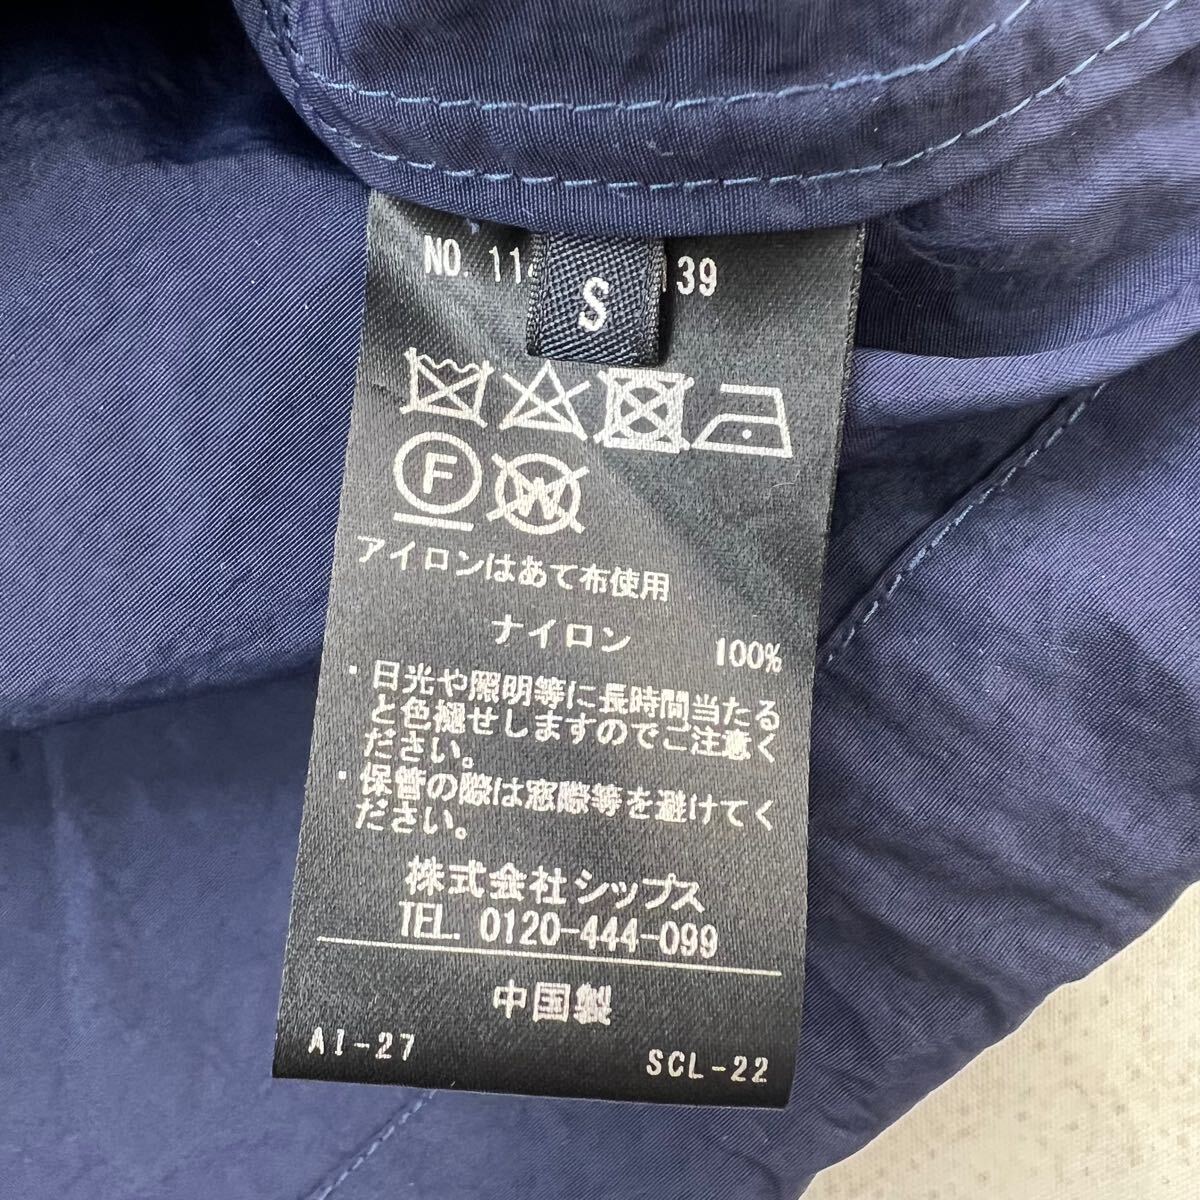 NO. 11 139
S
F W
アイロンはあて布使用
ナイロン 100%
・日光や照明等に長時間当たる
と色褪せしますのでご注意く
ださい。
・保管の際は窓際等を避けてく
ださい。
株式会社シップス
TEL. 0120-444-099
中国製
AI-27 SCL-22